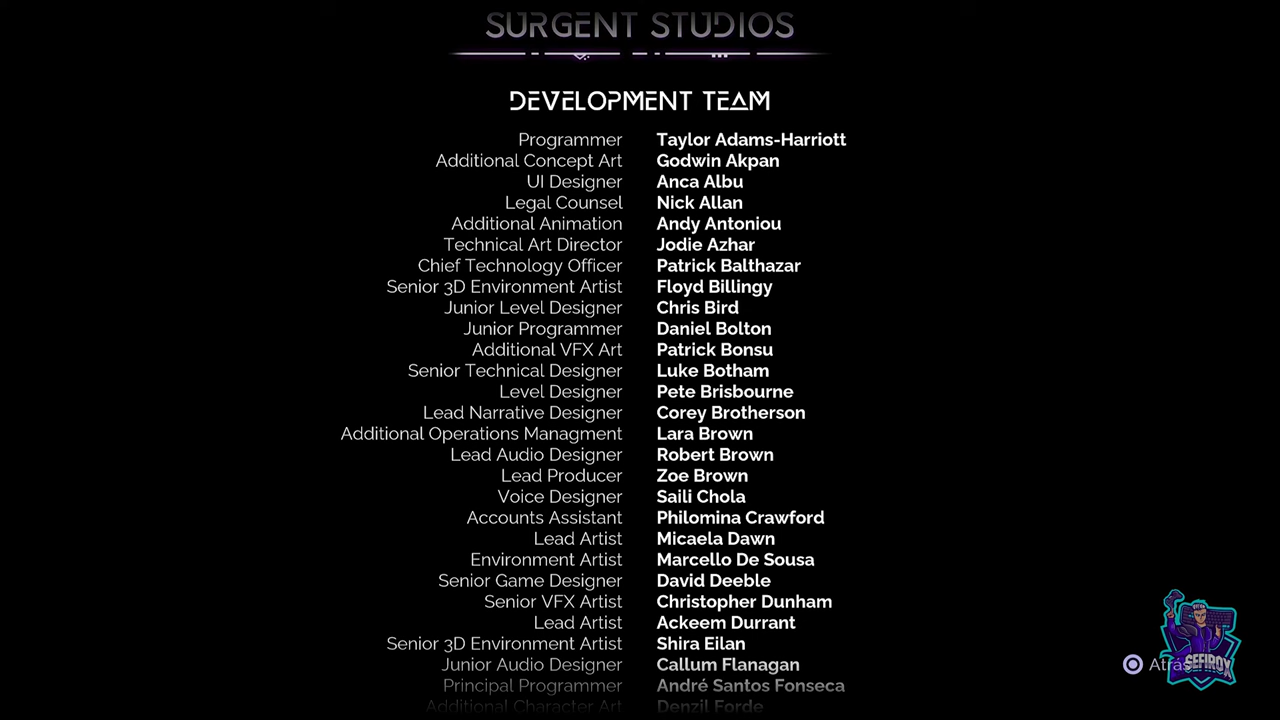 SURGENT STUDIOS
DEVELOPMENT TEAM
Programmer Taylor Adams-Harriott
Additional Concept Art Godwin Akpan
UI Designer Anca Albu
Legal Counsel Nick Allan
Additional Animation Andy Antoniou
Technical Art Director Jodie Azhar
Chief Technology Officer Patrick Balthazar
Senior 3D Environment Artist Floyd Billingy
Junior Level Designer Chris Bird
Junior Programmer Daniel Bolton
Additional VFX Art Patrick Bonsu
Senior Technical Designer Luke Botham
Level Designer Pete Brisbourne
Lead Narrative Designer Corey Brotherson
Additional Operations Managment Lara Brown
Lead Audio Designer Robert Brown
Lead Producer Zoe Brown
Voice Designer Saili Chola
Accounts Assistant Philomina Crawford
Lead Artist Micaela Dawn
Environment Artist Marcello De Sousa
Senior Game Designer David Deeble
Senior VFX Artist Christopher Dunham
Lead Artist Ackeem Durrant
Senior 3D Environment Artist Shira Eilan
Junior Audio Designer Callum Flanagan
Principal Programmer André Santos Fonseca
Additional Character Art Denzil Forde
Atrás
SEFIROX